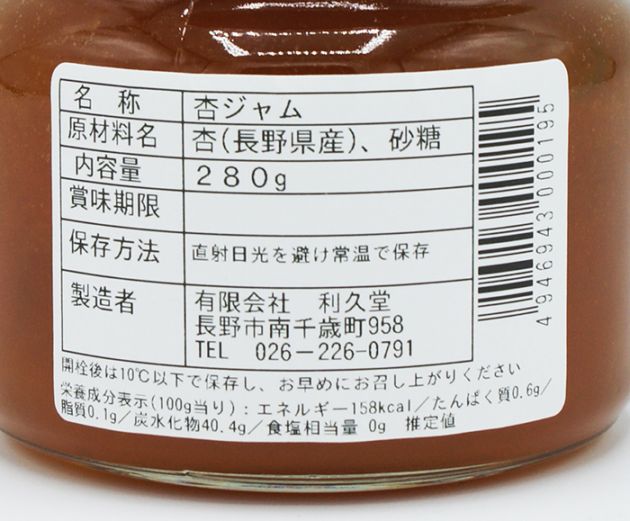 名 称 杏ジャム
原材料名 杏(長野県産)、砂糖
内容量 280g
賞味期限
保存方法 直射日光を避け常温で保存
製造者 有限会社 利久堂
長野市南千歳町958
TEL 026-226-0791
開栓後は10℃以下で保存し、お早めにお召し上がりください
栄養成分表示(100g当り):エネルギー158kcal/たんぱく質0.6g/
脂質0.1g/炭水化物40.4g/食塩相当量 0g 推定値
4946943000195